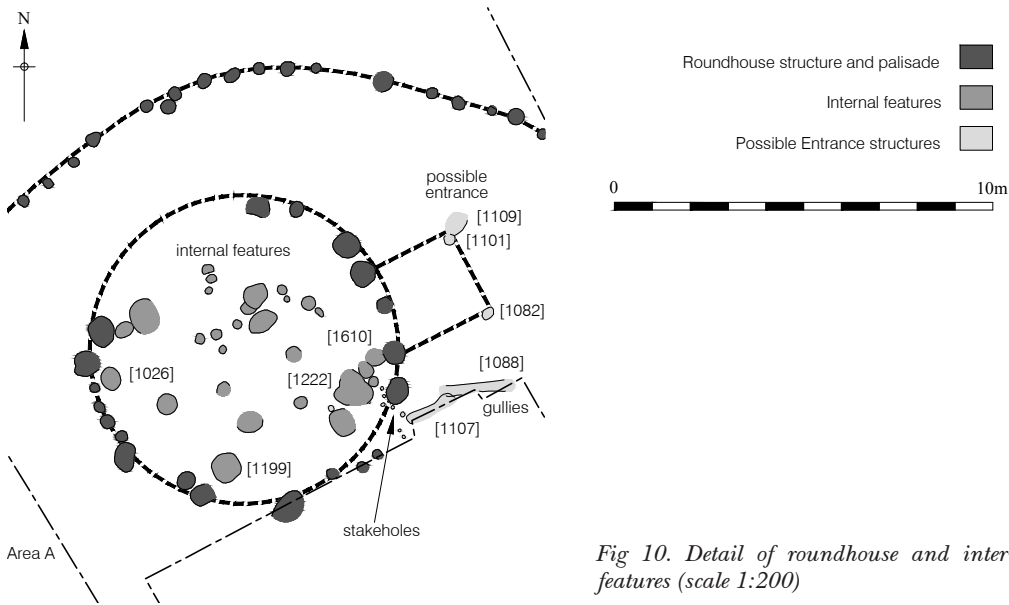 N
Roundhouse structure and palisade
Internal features
Possible Entrance structures
0 10m
possible
entrance
[1109]
[1101]
internal features
[1082]
[1610]
[1088]
[1026]
[1222]
gullies
[1107]
[1199]
stakeholes
Area A
Fig 10. Detail of roundhouse and inter
features (scale 1:200)